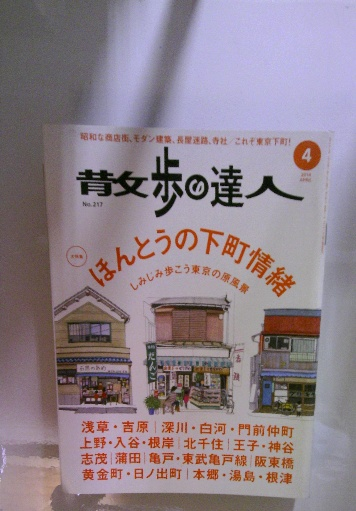 昭和な商店街、モダン建築、長屋迷路、寺社／これぞ東京下町！
4
散歩の達人
No.217
ほんとうの下町情緒
しみじみ歩こう東京の原風景
だんご
浅草・吉原｜深川・白河・門前仲町
上野・入谷・根岸｜北千住｜王子・神谷
志茂｜蒲田｜亀戸・東武亀戸線｜阪東橋
黄金町・日ノ出町｜本郷・湯島・根津